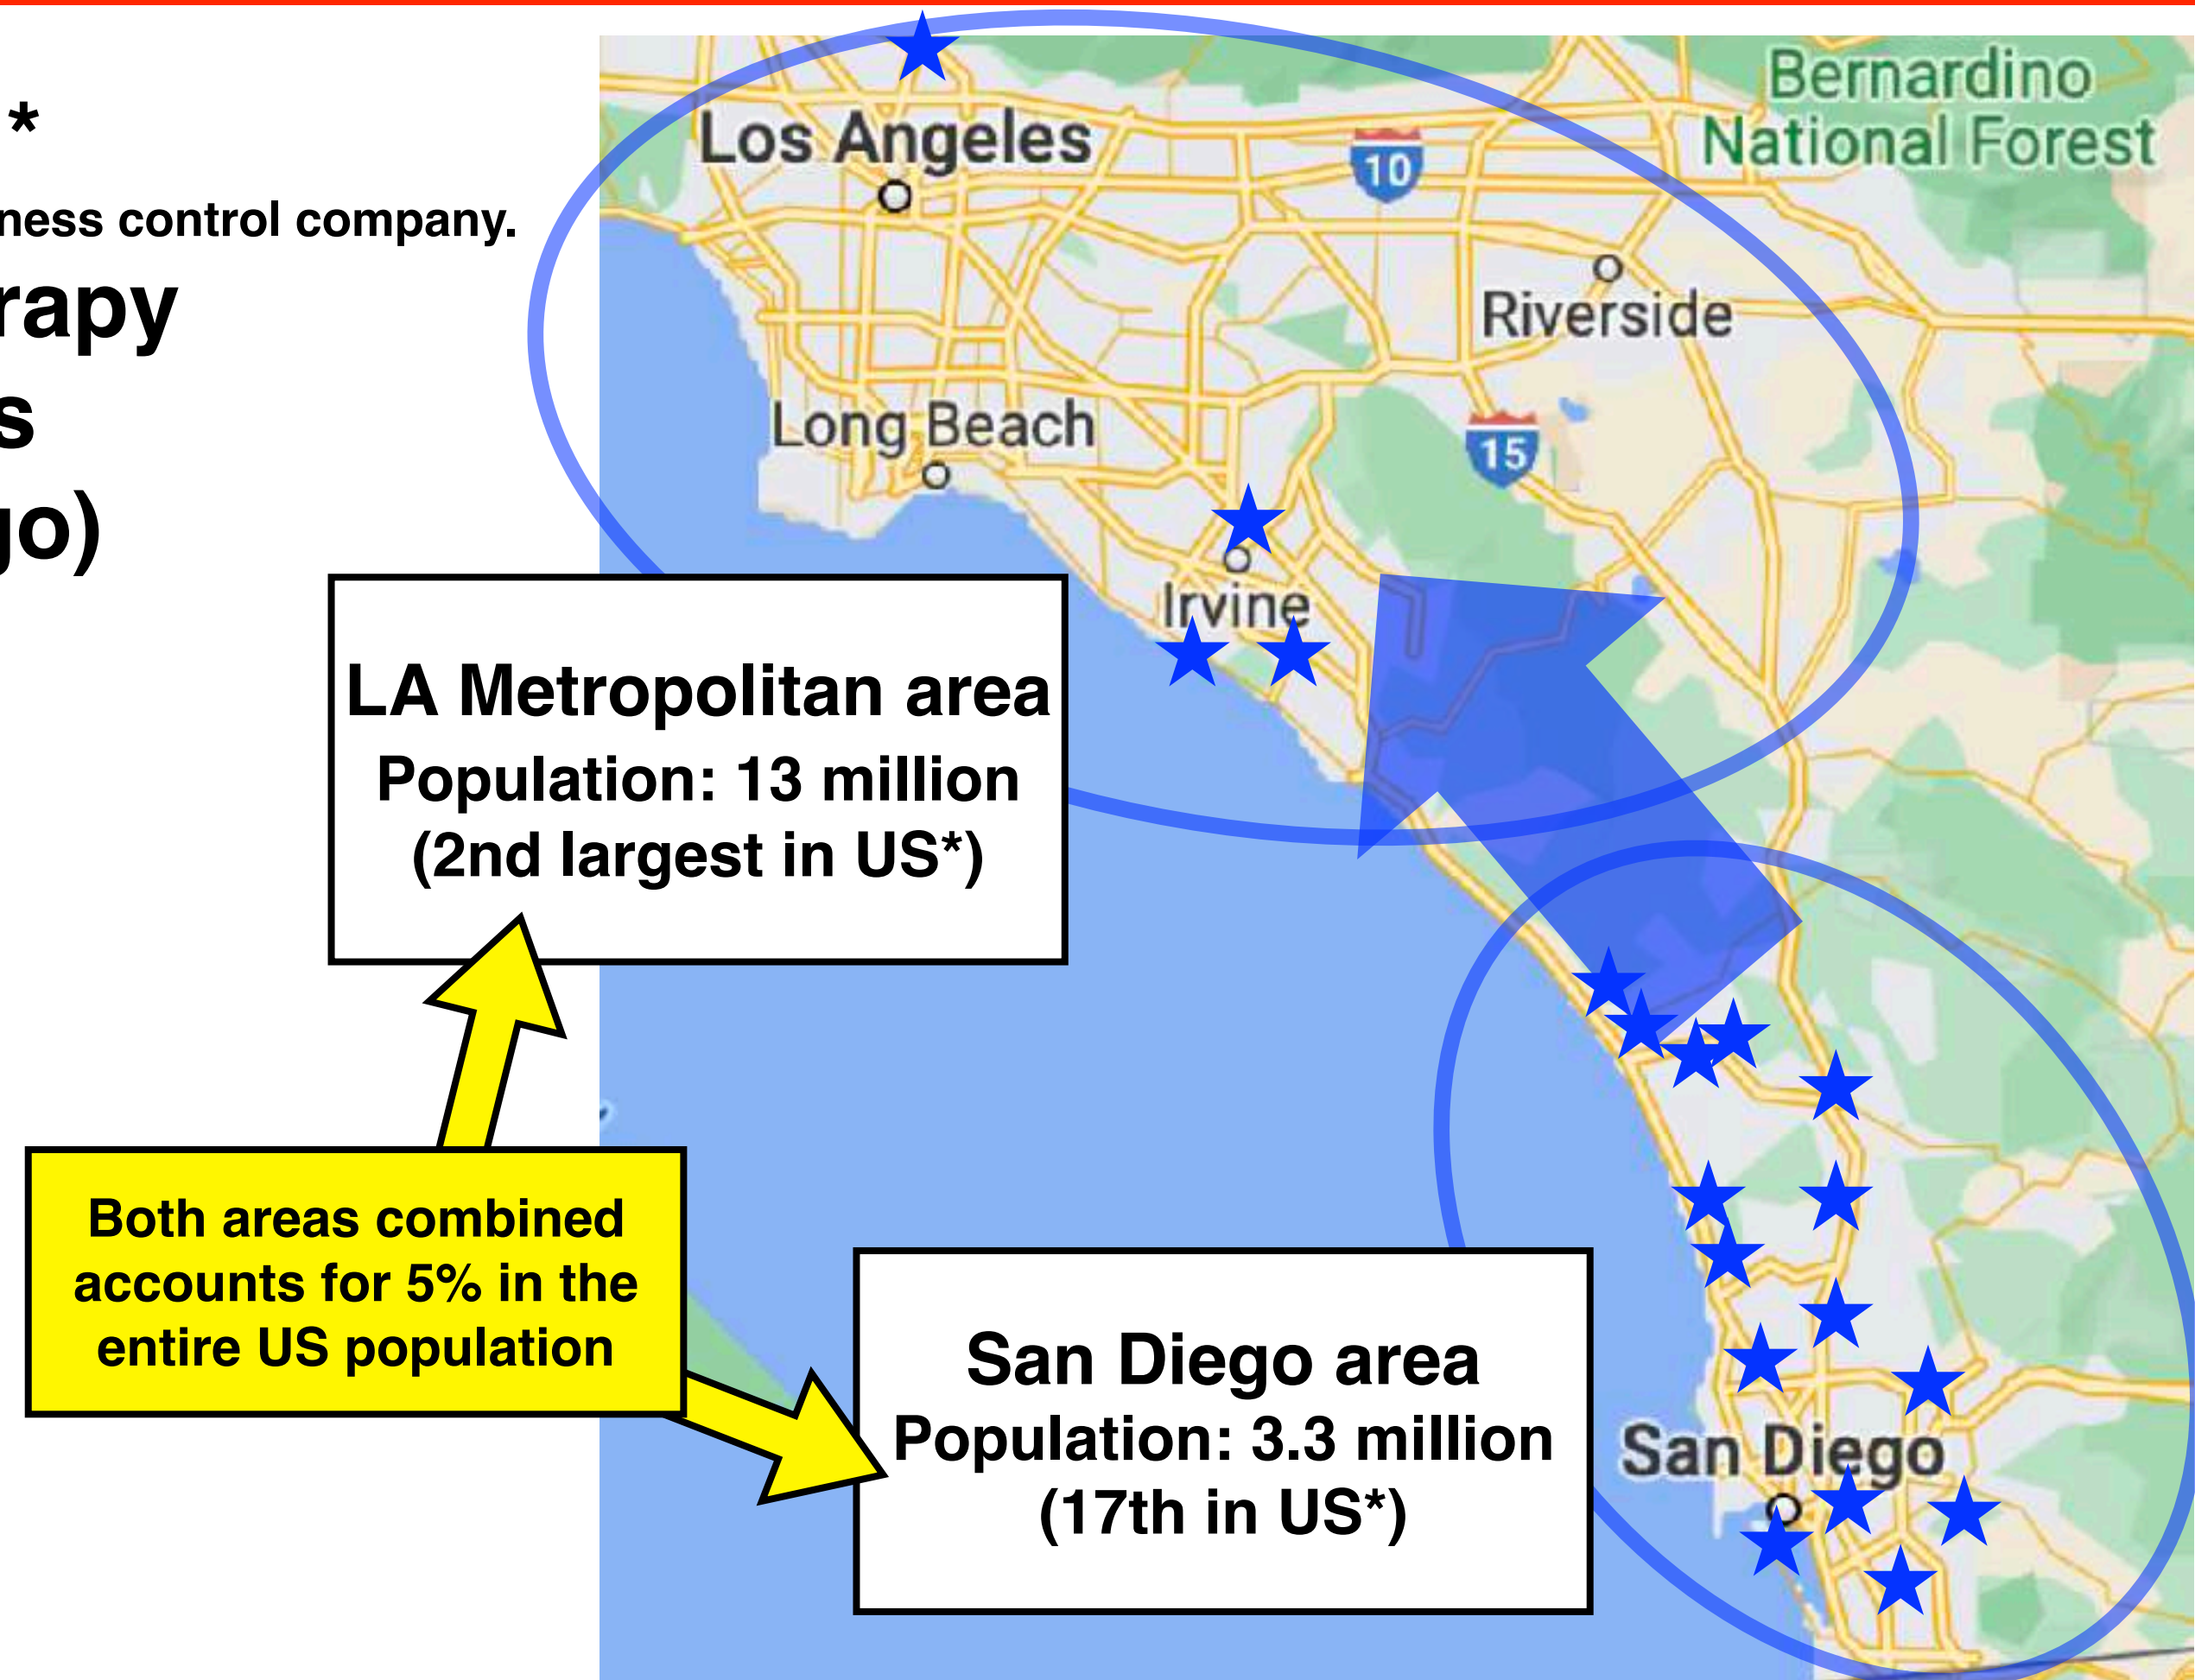 *
ness control company.
rapy
s
go)
Bernardino
National Forest
Los Angeles
10
Riverside
Long Beach
15
Irvine
LA Metropolitan area
Population: 13 million
(2nd largest in US*)
Both areas combined
accounts for 5% in the
entire US population
San Diego area
Population: 3.3 million
(17th in US*)
San Diego